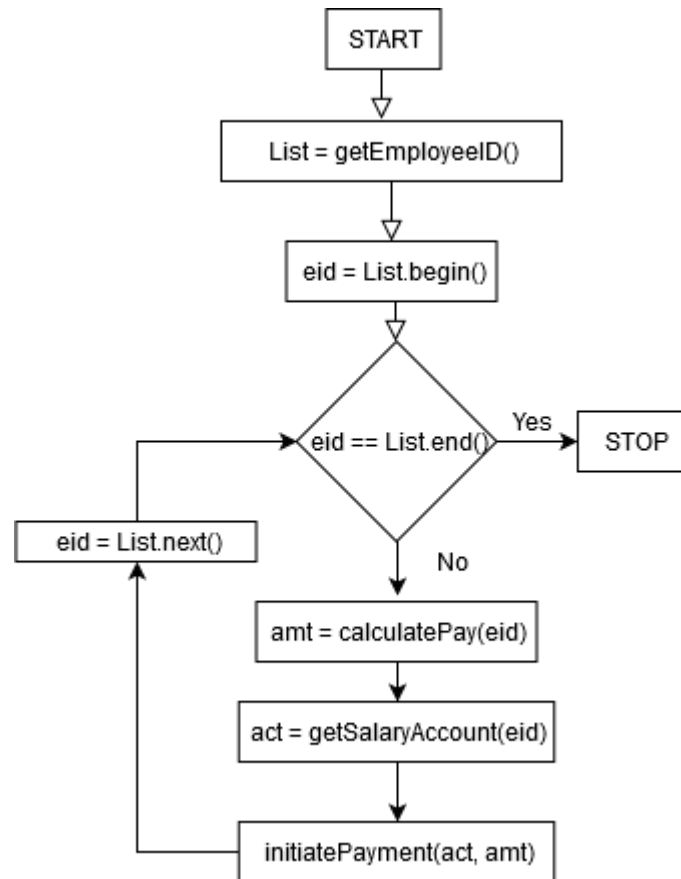 START
List = getEmployeeID()
eid = List.begin()
eid == List.end()
Yes
STOP
eid = List.next()
No
amt = calculatePay(eid)
act = getSalaryAccount(eid)
initiatePayment(act, amt)